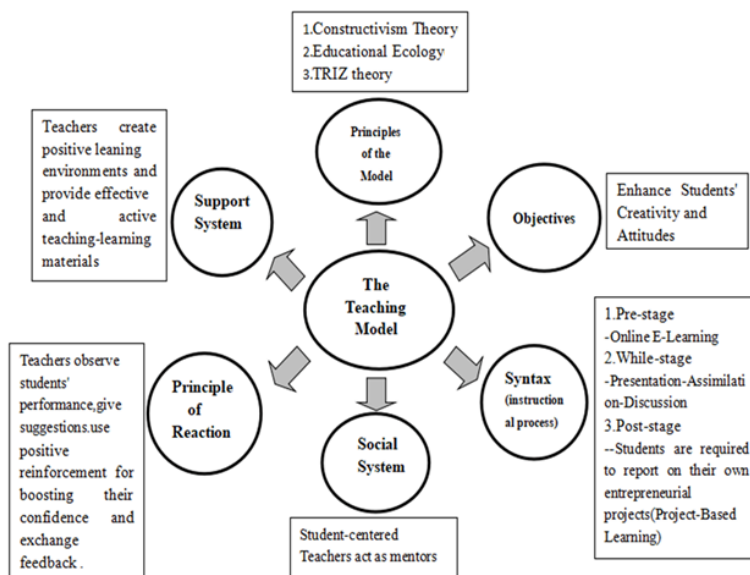 1.Constructivism Theory
2.Educational Ecology
3.TRIZ theory
Principles
of the
Model
Teachers create
positive leaning
environments and
provide effective
and active
teaching-learning
materials
Support
System
Objectives
Enhance Students'
Creativity and
Attitudes
The
Teaching
Model
Teachers observe
students'
performance,give
suggestions.use
positive
reinforcement for
boosting their
confidence and
exchange
feedback .
Principle
of
Reaction
Social
System
Student-centered
Teachers act as mentors
Syntax
(instruction
al process)
1.Pre-stage
-Online E-Learning
2.While-stage
-Presentation-Assimilati
on-Discussion
3.Post-stage
--Students are required
to report on their own
entrepreneurial
projects(Project-Based
Learning)